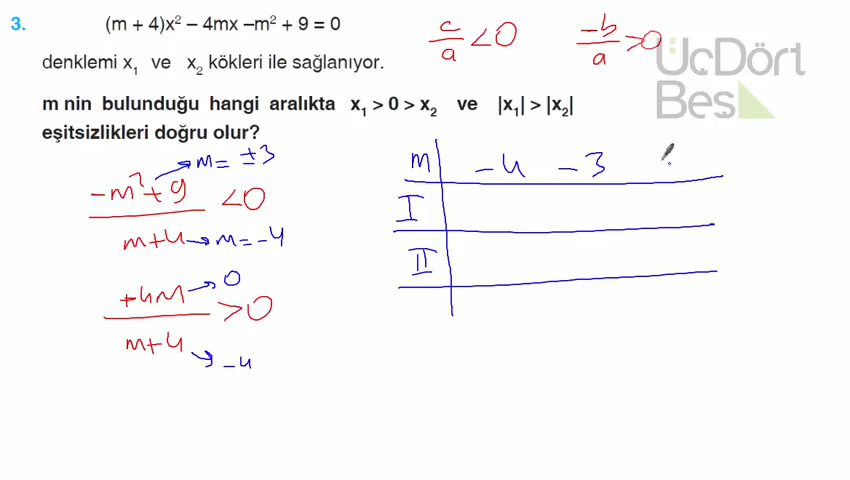 3. (m + 4)x² – 4mx –m² + 9 = 0
c/a < 0
-b/a > 0
denklemi x₁ ve x₂ kökleri ile sağlanıyor.
ÜçDört
Beş
m nin bulunduğu hangi aralıkta x₁ > 0 > x₂ ve |x₁| > |x₂|
eşitsizlikleri doğru olur?
m = ±3
-m² + 9
< 0
m+4 → m = -4
+4m → 0
> 0
m+4 → -4
m -4 -3
I
II